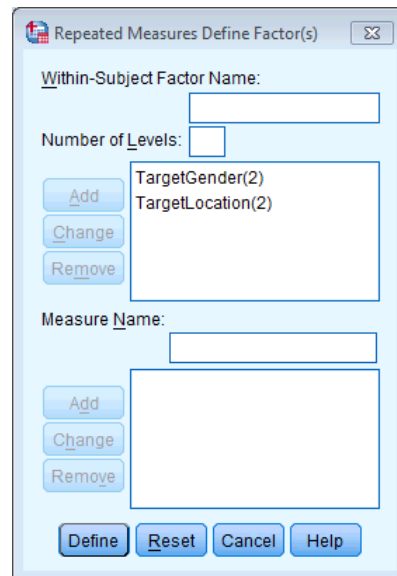 Repeated Measures Define Factor(s)
Within-Subject Factor Name:
Number of Levels:
Add
Change
Remove
TargetGender(2)
TargetLocation(2)
Measure Name:
Add
Change
Remove
Define Reset Cancel Help